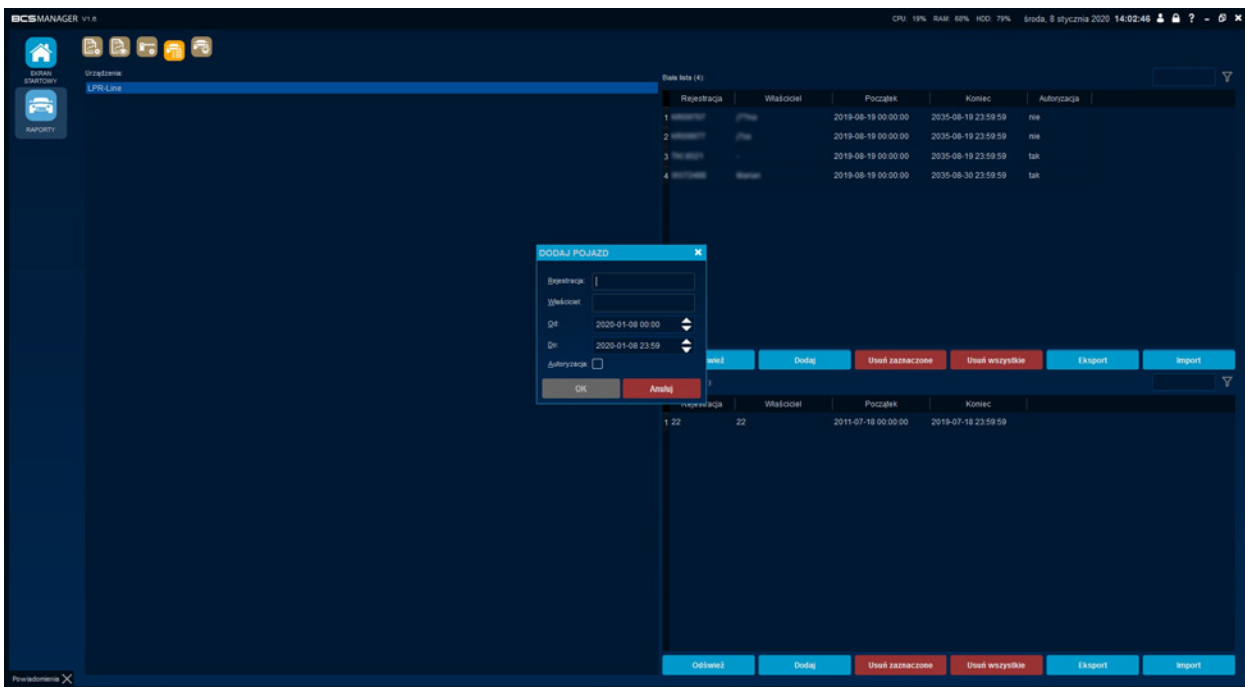 BCSMANAGER V1.6.
CPU: 19% RAM: 68% HDD: 79% środa, 8 stycznia 2020 14:02:46 ? - ×
EKRAN
STARTOWY
RAPORTY
Urządzenia:
LPR-Line
Biała lista (4):
Rejestracja Właściciel Początek Koniec Autoryzacja
1 2019-08-19 00:00:00 2035-08-19 23:59:59 nie
2 2019-08-19 00:00:00 2035-08-19 23:59:59 nie
3 - 2019-08-19 00:00:00 2035-08-19 23:59:59 tak
4 Marian 2019-08-19 00:00:00 2035-08-30 23:59:59 tak
DODAJ POJAZD
Rejestracja:
Właściciel:
Od: 2020-01-08 00:00
Do: 2020-01-08 23:59
Autoryzacja:
OK Anuluj
Dodaj Usuń zaznaczone Usuń wszystkie Eksport Import
Właściciel Początek Koniec
1 22 22 2011-07-18 00:00:00 2019-07-18 23:59:59
Odśwież Dodaj Usuń zaznaczone Usuń wszystkie Eksport Import
Powiadomienia